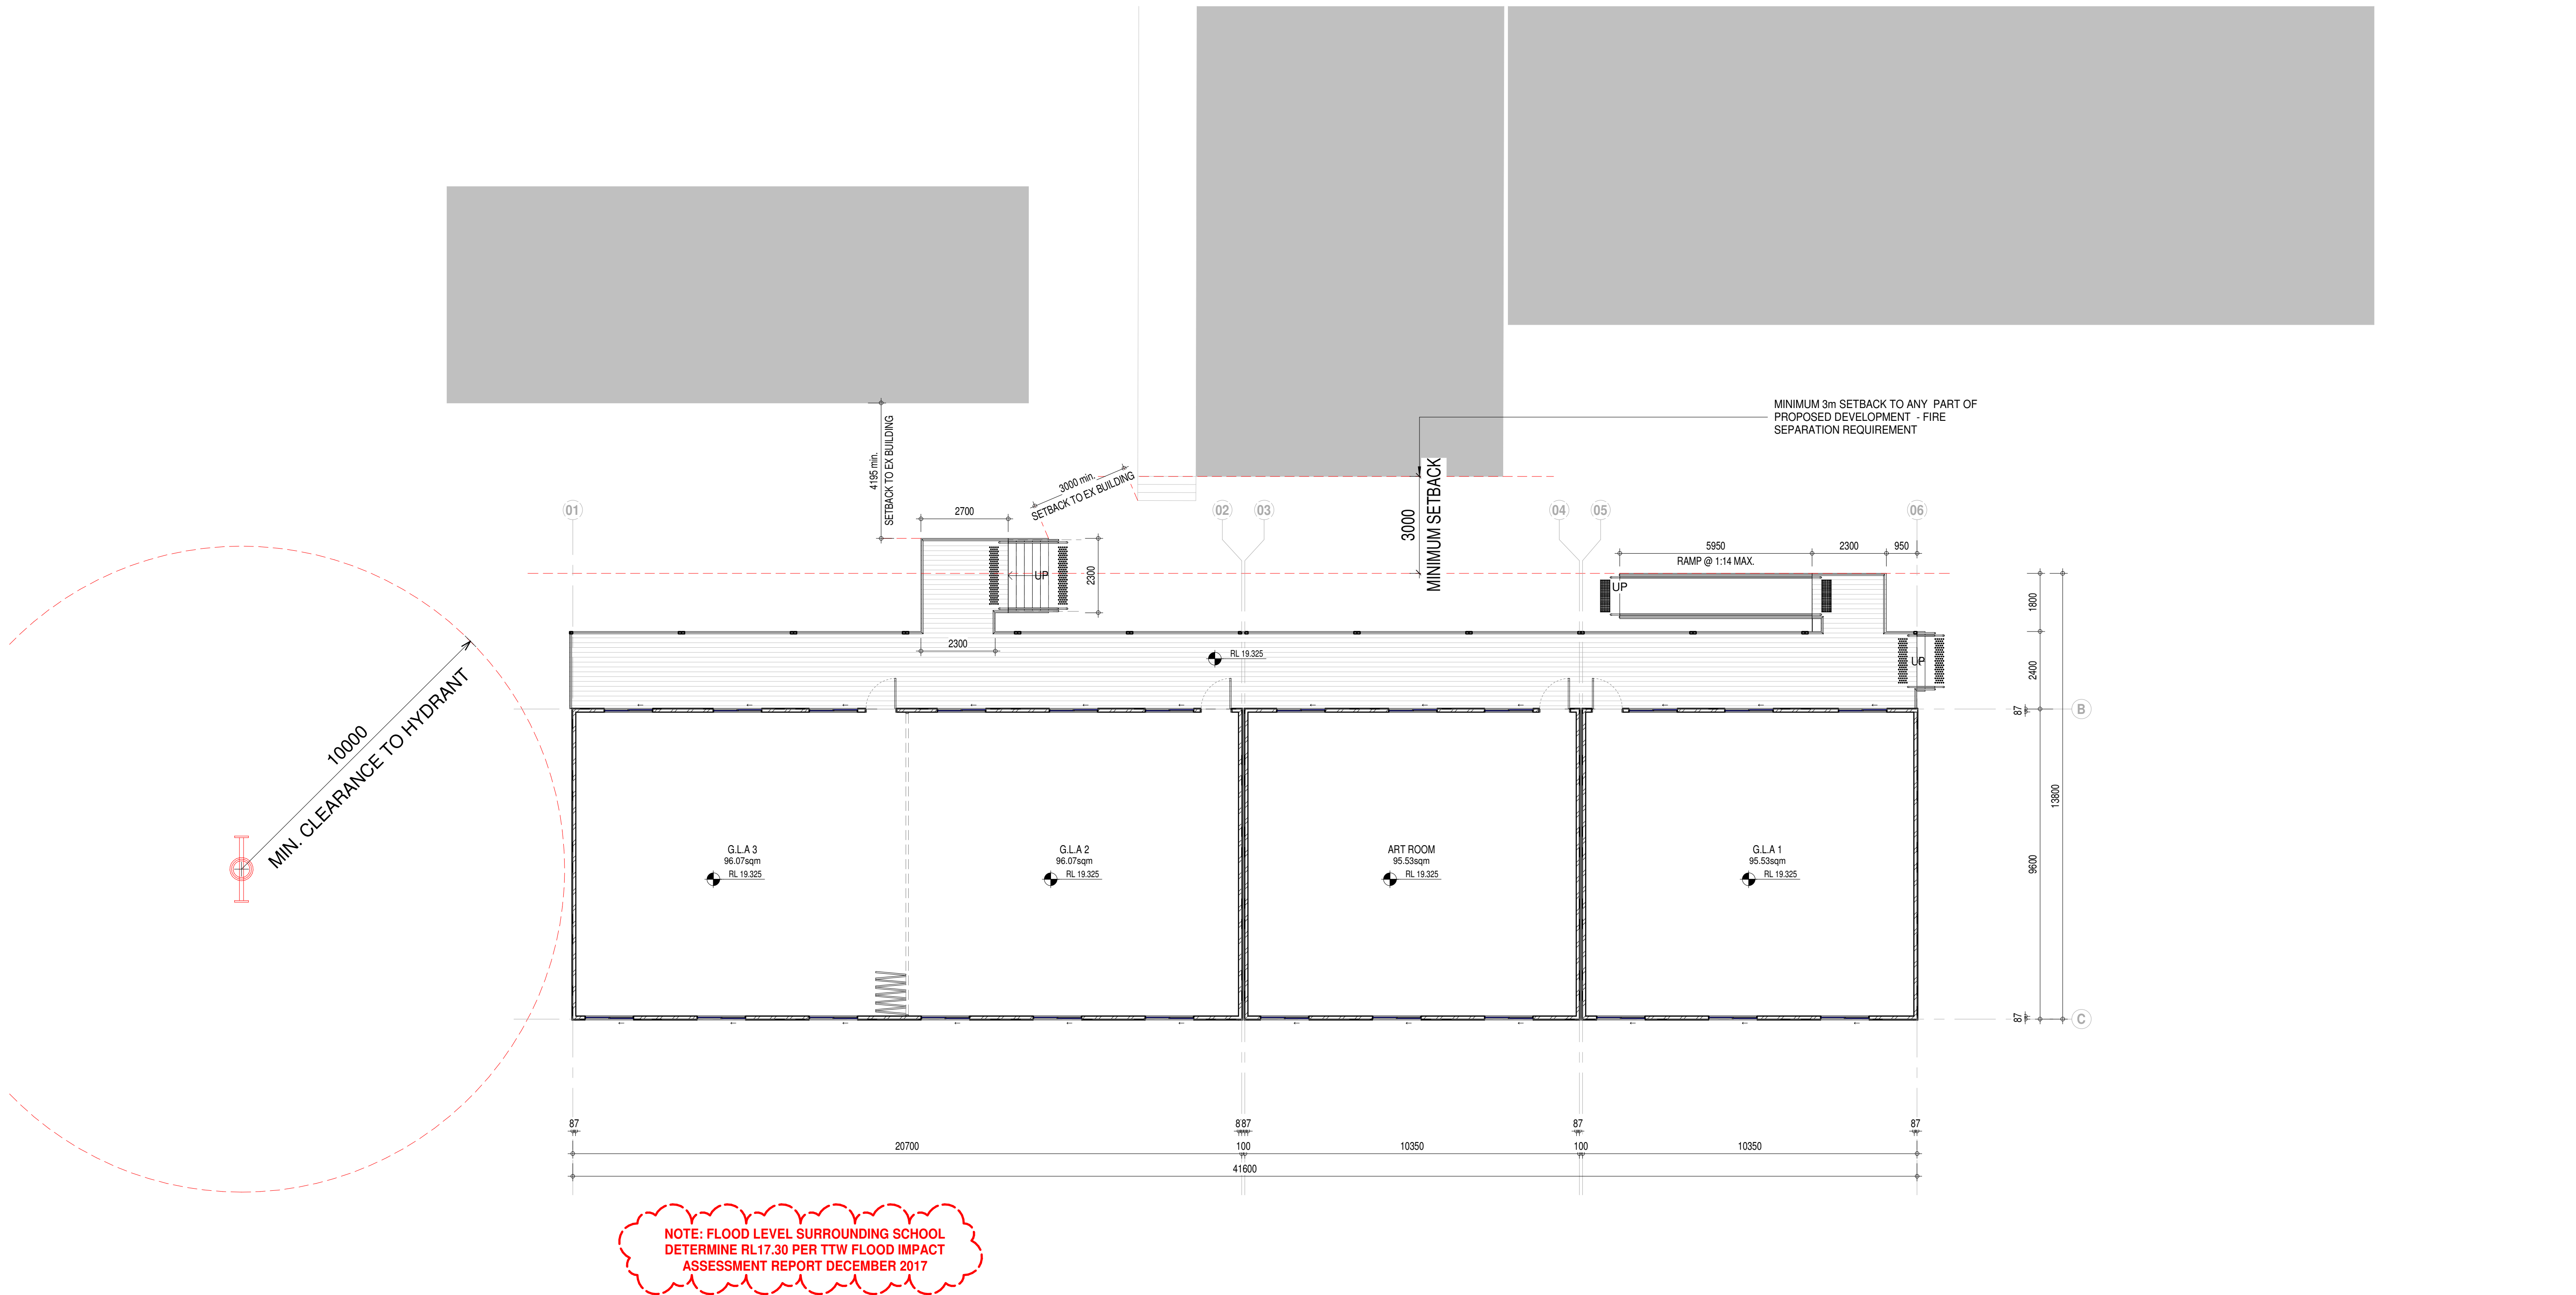 MINIMUM 3m SETBACK TO ANY PART OF
PROPOSED DEVELOPMENT - FIRE
SEPARATION REQUIREMENT
4195 min.
SETBACK TO EX BUILDING
3000 min.
SETBACK TO EX BUILDING
3000
MINIMUM SETBACK
01
02
03
04
05
06
2700
2300
UP
2300
5950
2300
950
RAMP @ 1:14 MAX.
UP
UP
1800
2400
87
B
9600
13800
87
C
RL 19.325
10000
MIN. CLEARANCE TO HYDRANT
G.L.A 3
96.07sqm
RL 19.325
G.L.A 2
96.07sqm
RL 19.325
ART ROOM
95.53sqm
RL 19.325
G.L.A 1
95.53sqm
RL 19.325
87
887
87
87
20700
100
10350
100
10350
41600
NOTE: FLOOD LEVEL SURROUNDING SCHOOL
DETERMINE RL17.30 PER TTW FLOOD IMPACT
ASSESSMENT REPORT DECEMBER 2017